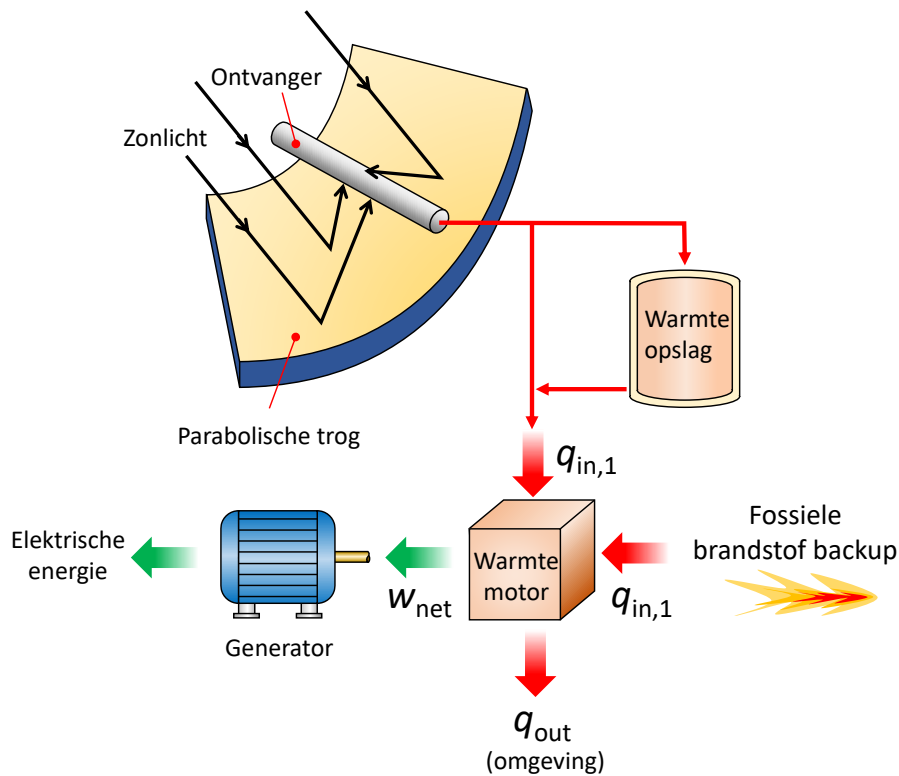 Ontvanger
Zonlicht
Warmte
opslag
Parabolische trog
qin,1
Fossiele
brandstof backup
Elektrische
energie
Warmte
motor
wnet
qin,1
Generator
qout
(omgeving)